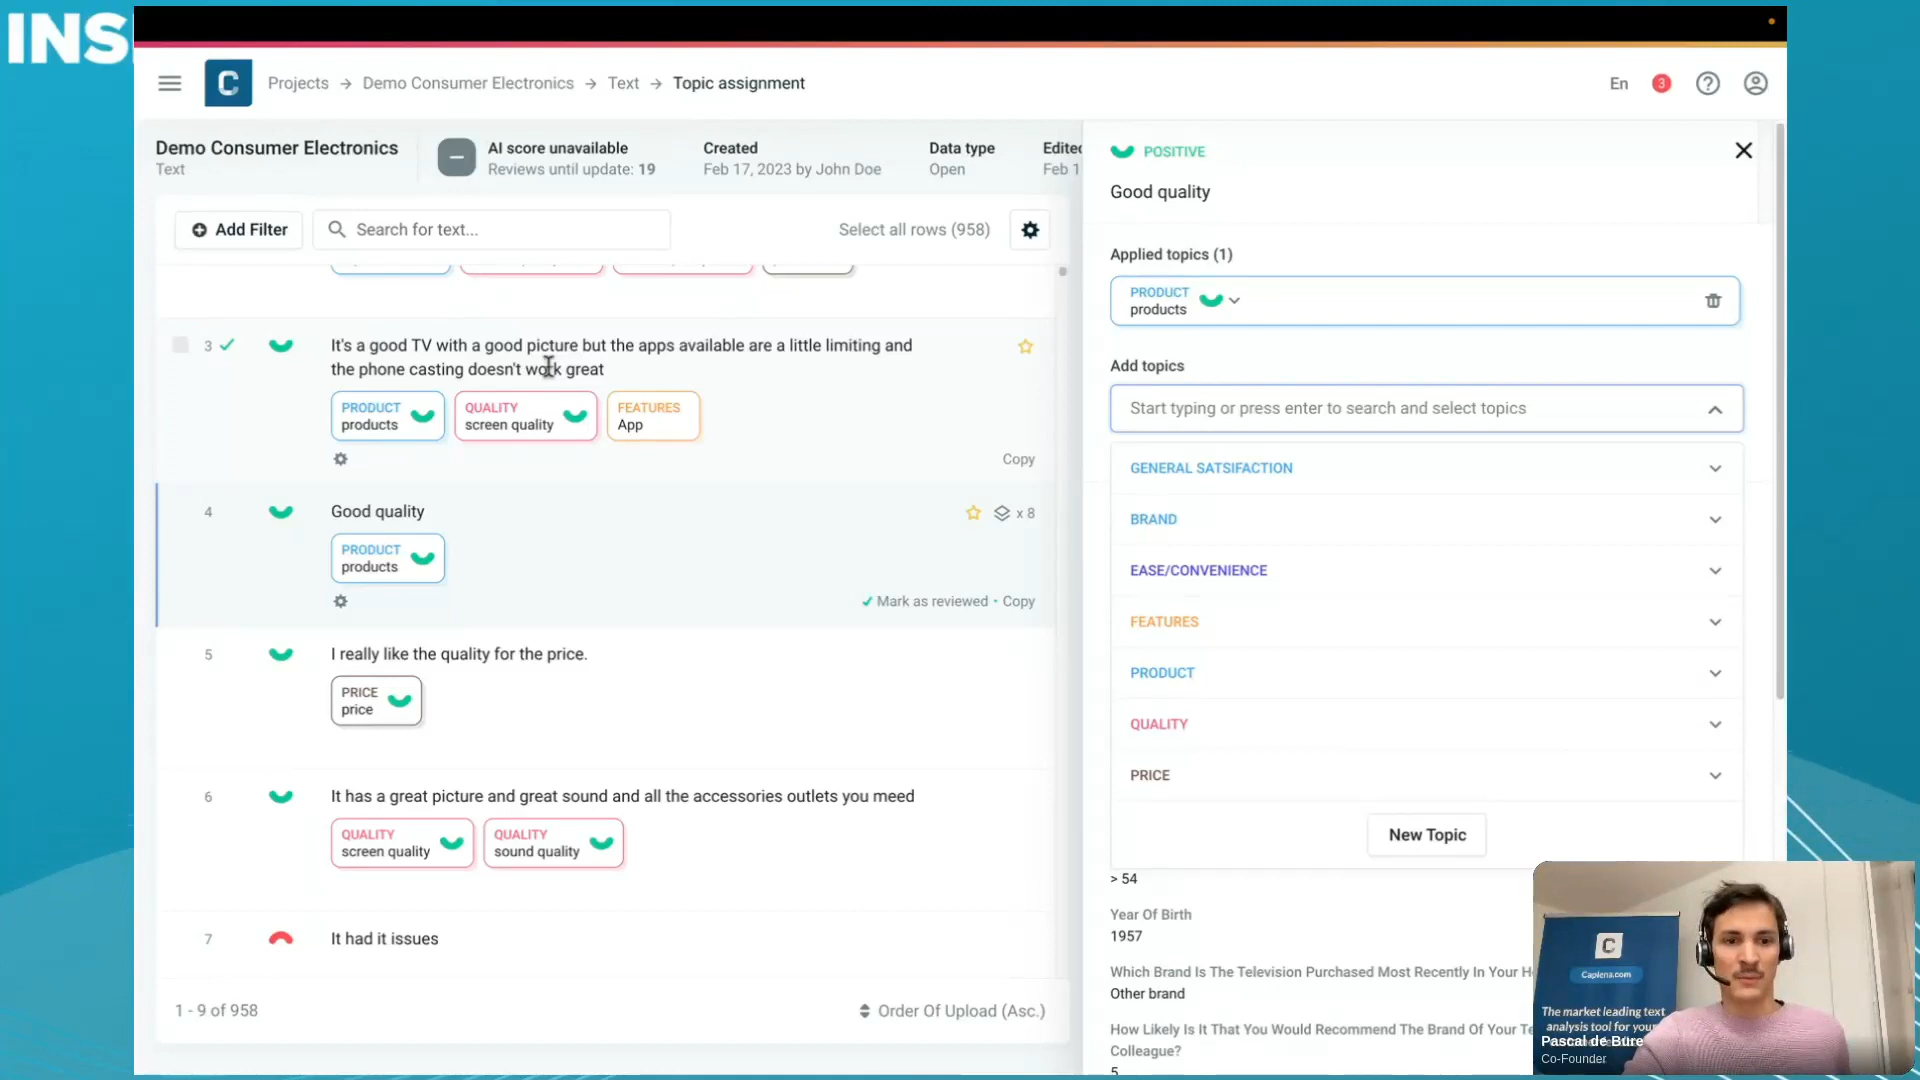 INS
C
Projects → Demo Consumer Electronics → Text → Topic assignment
En
3
Demo Consumer Electronics
Text
AI score unavailable
Reviews until update: 19
Created
Feb 17, 2023 by John Doe
Data type
Open
Edited
Feb 1
Add Filter
Search for text...
Select all rows (958)
3
It's a good TV with a good picture but the apps available are a little limiting and
the phone casting doesn't work great
PRODUCT
products
QUALITY
screen quality
FEATURES
App
Copy
4
Good quality
x 8
PRODUCT
products
Mark as reviewed · Copy
5
I really like the quality for the price.
PRICE
price
6
It has a great picture and great sound and all the accessories outlets you meed
QUALITY
screen quality
QUALITY
sound quality
7
It had it issues
1 - 9 of 958
Order Of Upload (Asc.)
POSITIVE
Good quality
Applied topics (1)
PRODUCT
products
Add topics
Start typing or press enter to search and select topics
GENERAL SATSIFACTION
BRAND
EASE/CONVENIENCE
FEATURES
PRODUCT
QUALITY
PRICE
New Topic
> 54
Year Of Birth
1957
Which Brand Is The Television Purchased Most Recently In Your H
Other brand
How Likely Is It That You Would Recommend The Brand Of Your Te
Colleague?
5
C
Caplena.com
The market leading text
analysis tool for your
Pascal de Bure
Co-Founder